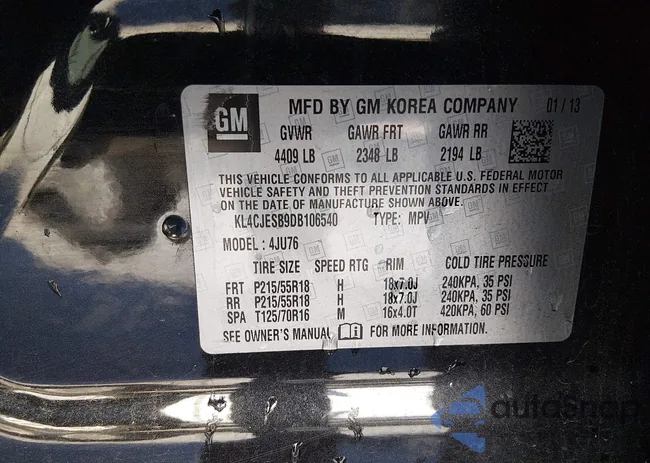 GM
MFD BY GM KOREA COMPANY 01 / 13
GVWR GAWR FRT GAWR RR
4409 LB 2348 LB 2194 LB
THIS VEHICLE CONFORMS TO ALL APPLICABLE U.S. FEDERAL MOTOR
VEHICLE SAFETY AND THEFT PREVENTION STANDARDS IN EFFECT
ON THE DATE OF MANUFACTURE SHOWN ABOVE.
KL4CJESB9DB106540 TYPE: MPV
MODEL : 4JU76
TIRE SIZE SPEED RTG RIM COLD TIRE PRESSURE
FRT P215/55R18 H 18x7.0J 240KPA, 35 PSI
RR P215/55R18 H 18x7.0J 240KPA, 35 PSI
SPA T125/70R16 M 16x4.0T 420KPA, 60 PSI
SEE OWNER'S MANUAL FOR MORE INFORMATION.
autoSnap